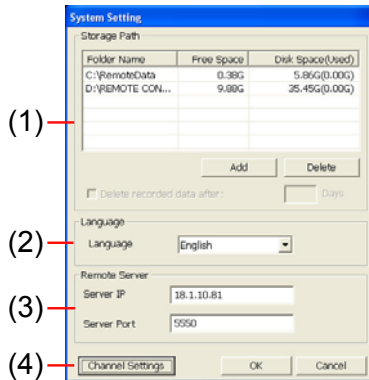 System Setting
Storage Path
Folder Name Free Space Disk Space(Used)
C:\RemoteData 0.38G 5.86G(0.00G)
D:\REMOTE CON... 9.88G 35.45G(0.00G)
(1)
Add Delete
Delete recorded data after: Days
Language
(2) Language English
Remote Server
Server IP 18.1.10.81
(3)
Server Port 5550
(4) Channel Settings OK Cancel